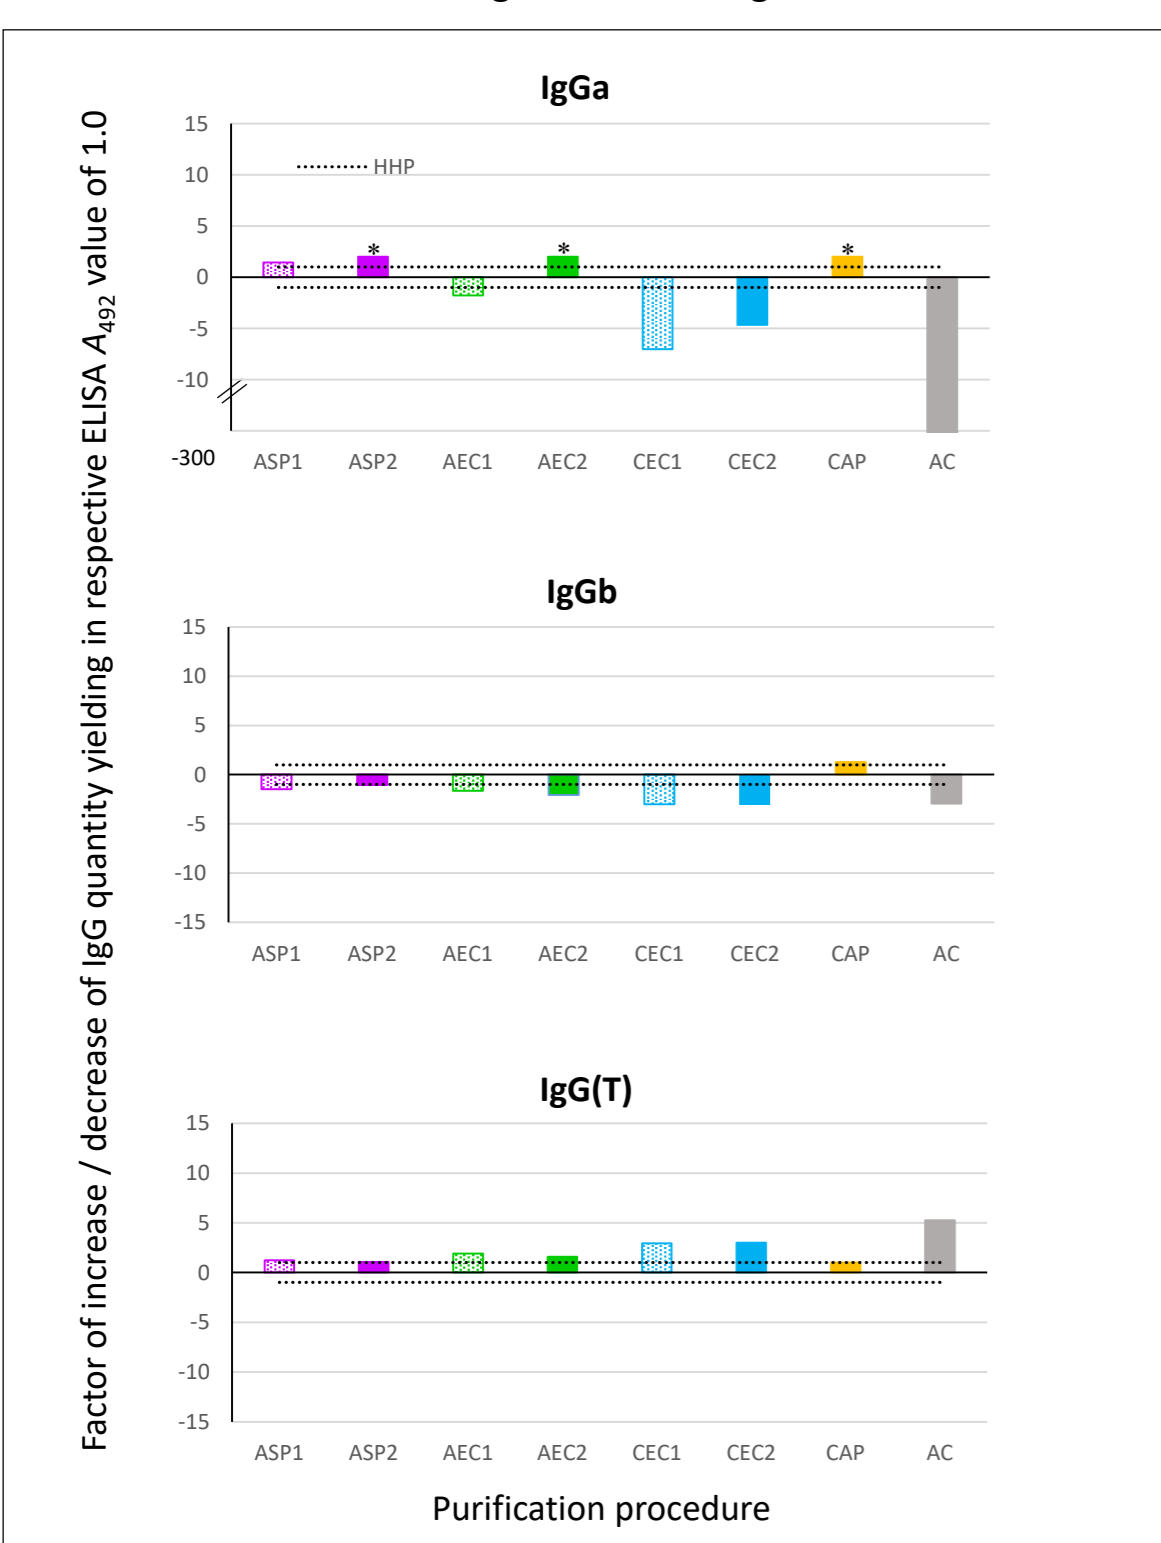 Factor of increase / decrease of IgG quantity yielding in respective ELISA A492 value of 1.0
IgGa
15
10
5
0
-5
-10
-300
HHP
*
*
*
ASP1 ASP2 AEC1 AEC2 CEC1 CEC2 CAP AC
IgGb
15
10
5
0
-5
-10
-15
ASP1 ASP2 AEC1 AEC2 CEC1 CEC2 CAP AC
IgG(T)
15
10
5
0
-5
-10
-15
ASP1 ASP2 AEC1 AEC2 CEC1 CEC2 CAP AC
Purification procedure